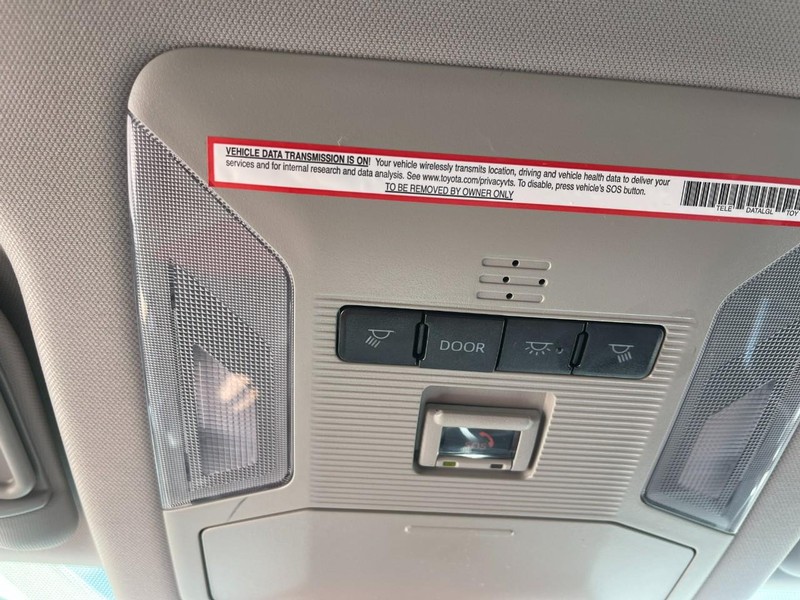 VEHICLE DATA TRANSMISSION IS ON! Your vehicle wirelessly transmits location, driving and vehicle health data to deliver your
services and for internal research and data analysis. See www.toyota.com/privacyvts. To disable, press vehicle's SOS button.
TO BE REMOVED BY OWNER ONLY
TELE DATALGL TOY
DOOR
SOS